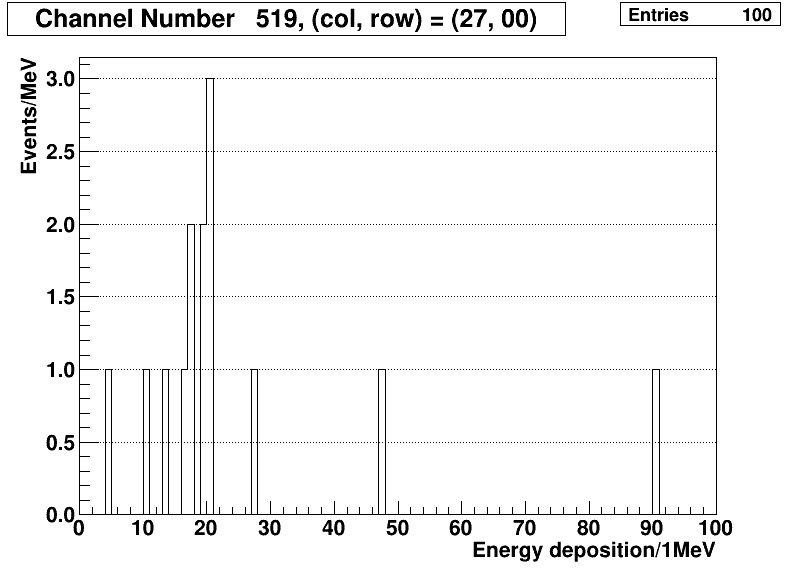 Channel Number 519, (col, row) = (27, 00)
Entries 100
Events/MeV
3.0
2.5
2.0
1.5
1.0
0.5
0.0
0 10 20 30 40 50 60 70 80 90 100
Energy deposition/1MeV